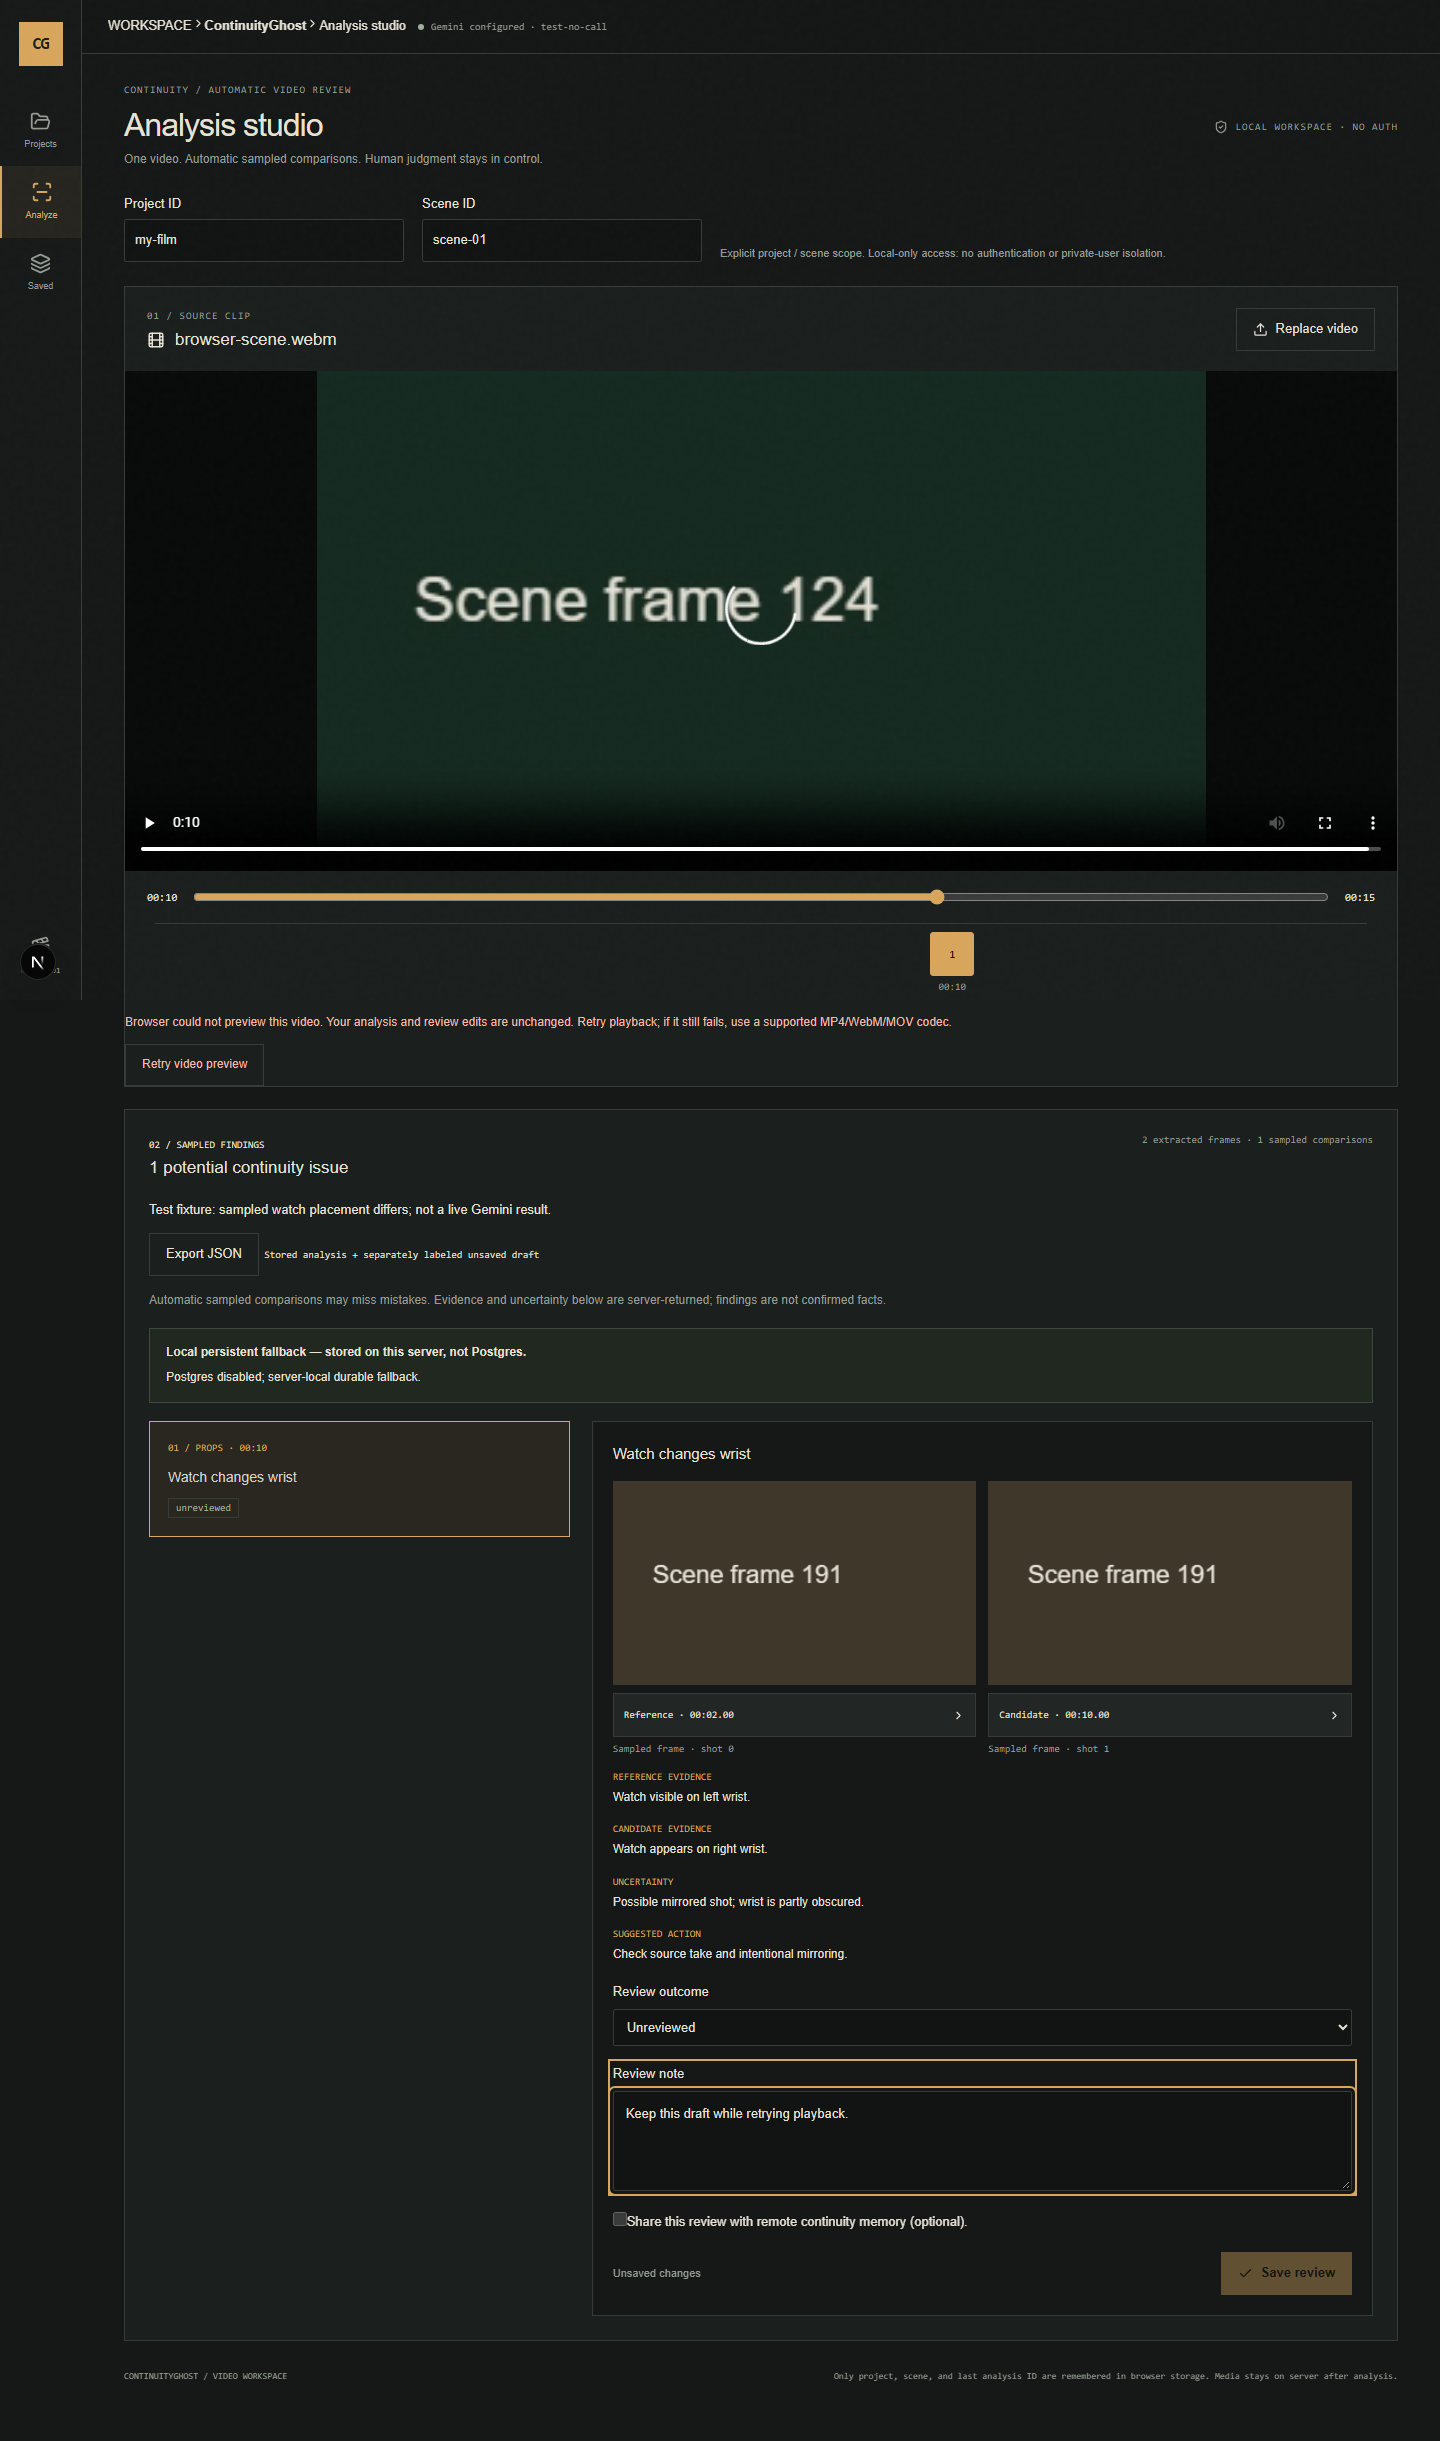 CG
WORKSPACE > ContinuityGhost > Analysis studio
Gemini configured · test-no-call
Projects
Analyze
Saved
CONTINUITY / AUTOMATIC VIDEO REVIEW
Analysis studio
LOCAL WORKSPACE · NO AUTH
One video. Automatic sampled comparisons. Human judgment stays in control.
Project ID
Scene ID
my-film
scene-01
Explicit project / scene scope. Local-only access: no authentication or private-user isolation.
01 / SOURCE CLIP
browser-scene.webm
Replace video
Scene frame 124
0:10
00:10
00:15
1
00:10
N
Browser could not preview this video. Your analysis and review edits are unchanged. Retry playback; if it still fails, use a supported MP4/WebM/MOV codec.
Retry video preview
02 / SAMPLED FINDINGS
2 extracted frames · 1 sampled comparisons
1 potential continuity issue
Test fixture: sampled watch placement differs; not a live Gemini result.
Export JSON
Stored analysis + separately labeled unsaved draft
Automatic sampled comparisons may miss mistakes. Evidence and uncertainty below are server-returned; findings are not confirmed facts.
Local persistent fallback — stored on this server, not Postgres.
Postgres disabled; server-local durable fallback.
01 / PROPS · 00:10
Watch changes wrist
unreviewed
Watch changes wrist
Scene frame 191
Scene frame 191
Reference · 00:02.00
Candidate · 00:10.00
Sampled frame · shot 0
Sampled frame · shot 1
REFERENCE EVIDENCE
Watch visible on left wrist.
CANDIDATE EVIDENCE
Watch appears on right wrist.
UNCERTAINTY
Possible mirrored shot; wrist is partly obscured.
SUGGESTED ACTION
Check source take and intentional mirroring.
Review outcome
Unreviewed
Review note
Keep this draft while retrying playback.
Share this review with remote continuity memory (optional).
Unsaved changes
Save review
CONTINUITYGHOST / VIDEO WORKSPACE
Only project, scene, and last analysis ID are remembered in browser storage. Media stays on server after analysis.